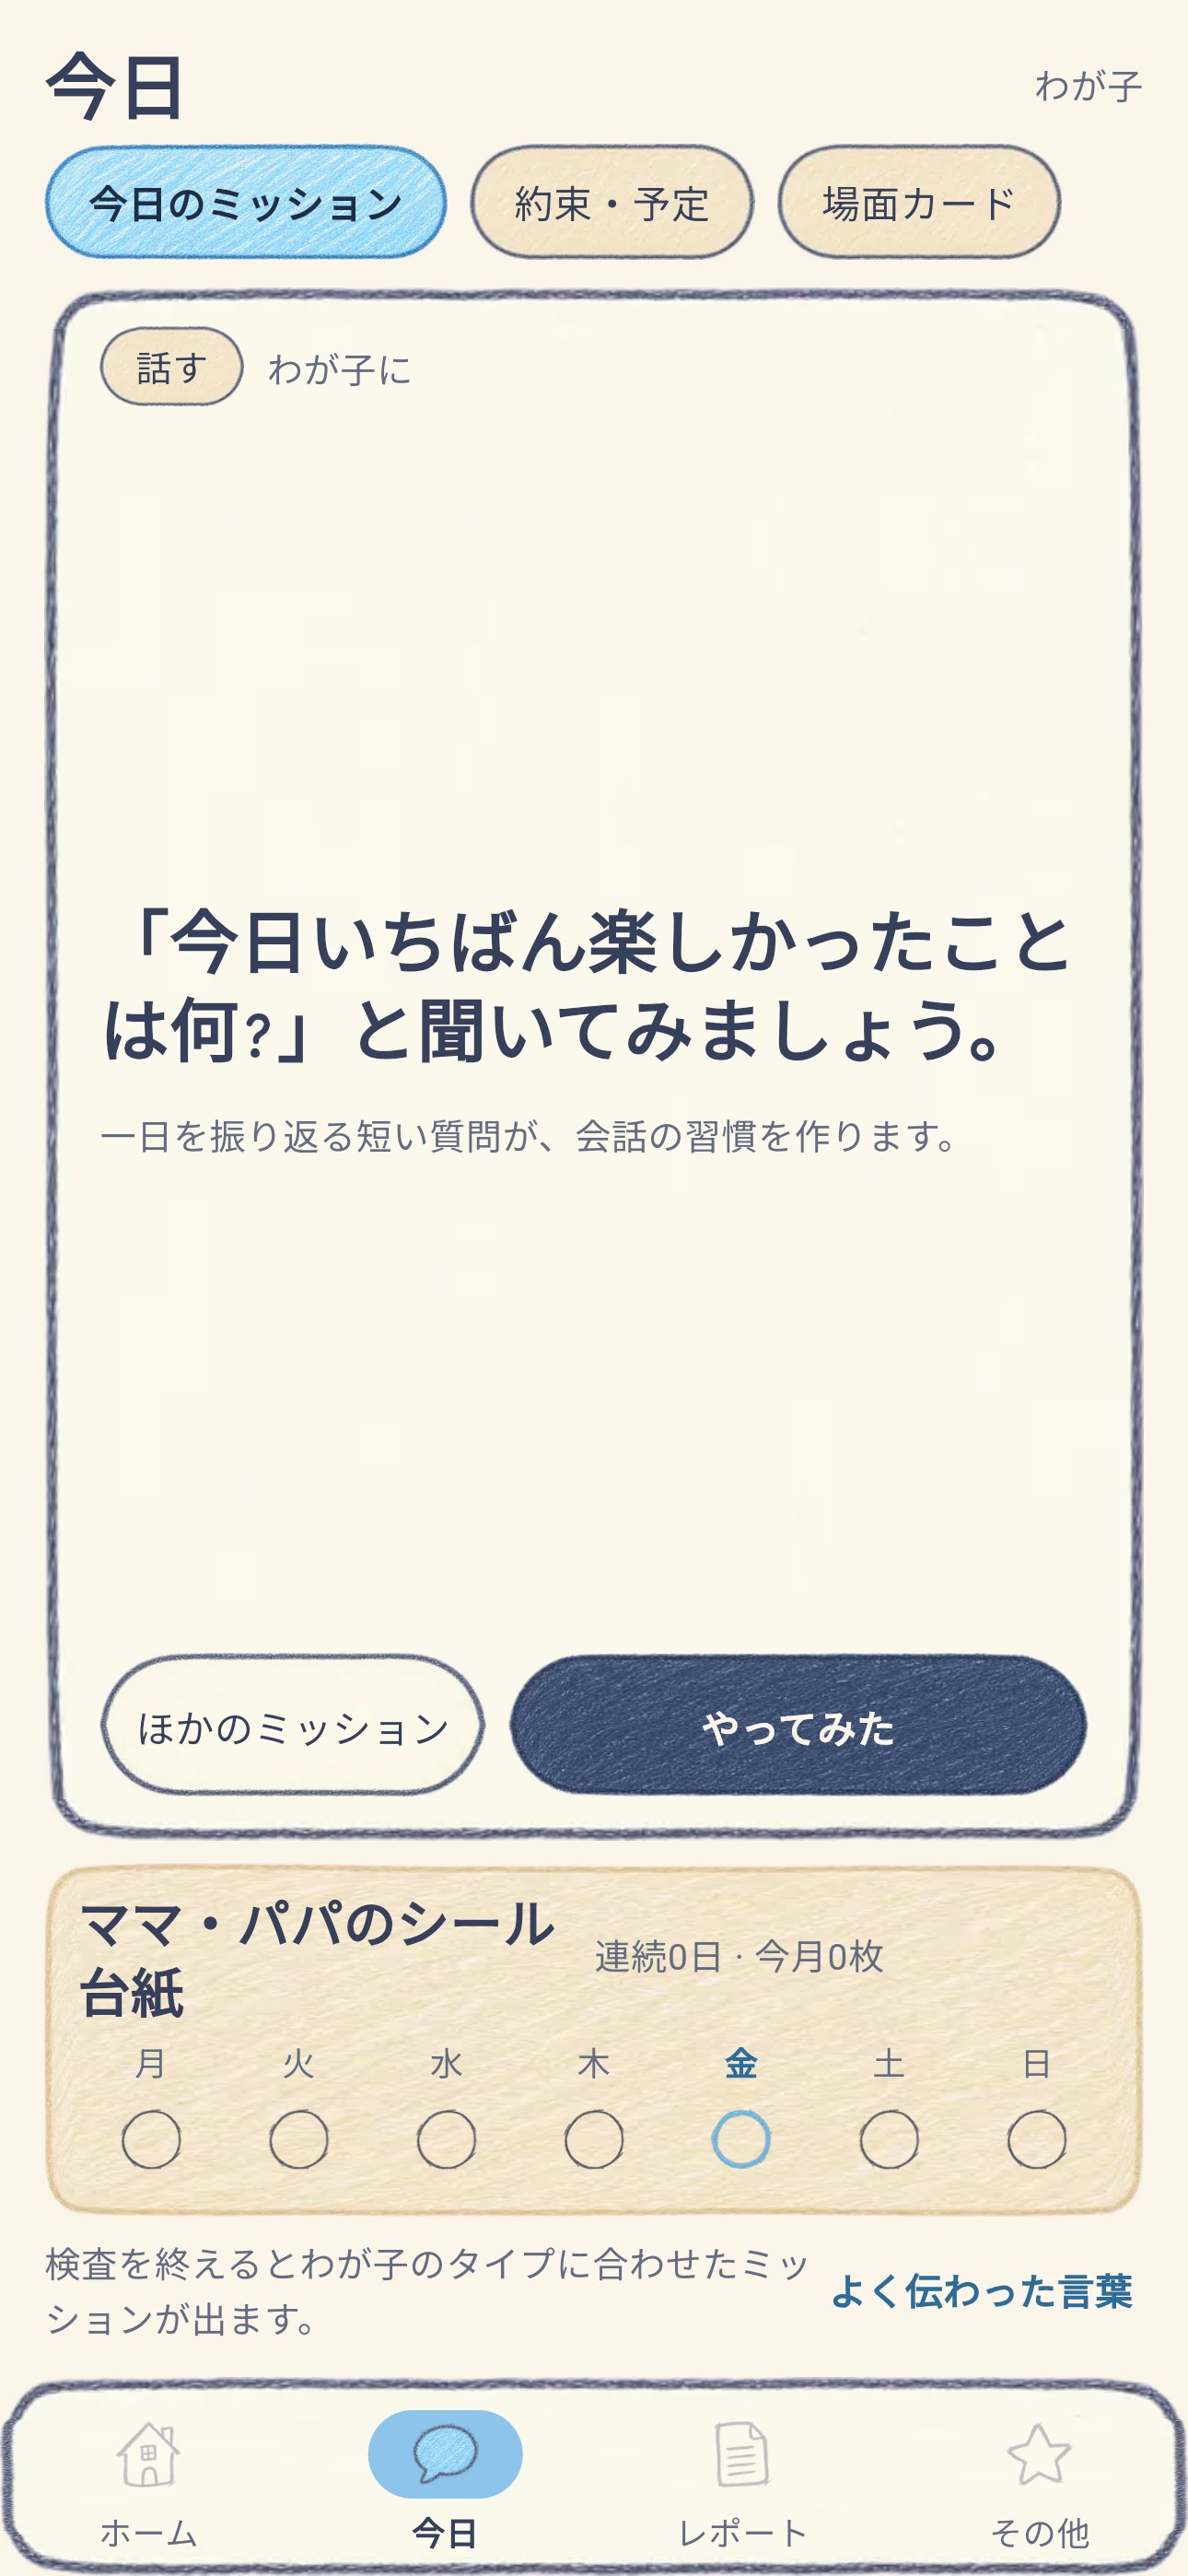 今日
わが子
今日のミッション
約束・予定
場面カード
話す
わが子に
「今日いちばん楽しかったこと
は何?」と聞いてみましょう。
一日を振り返る短い質問が、会話の習慣を作ります。
ほかのミッション
やってみた
ママ・パパのシール
台紙
連続0日 · 今月0枚
月 火 水 木 金 土 日
検査を終えるとわが子のタイプに合わせたミッ
ションが出ます。
よく伝わった言葉
ホーム 今日 レポート その他